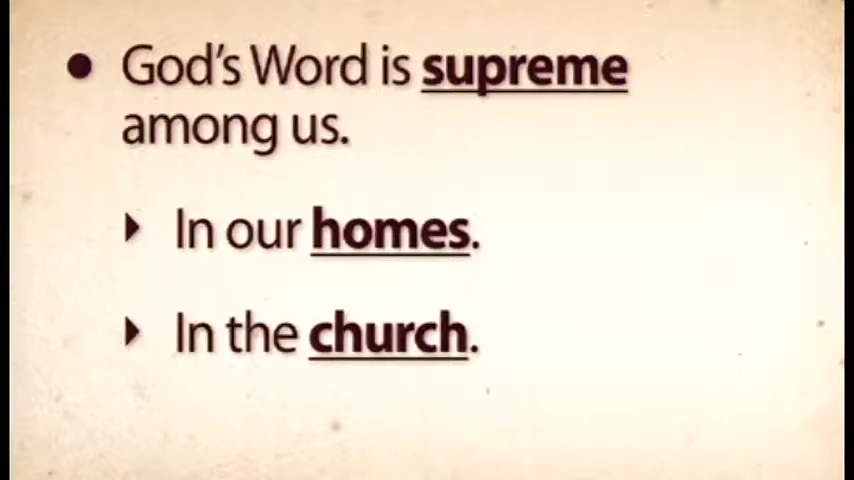 ● God's Word is supreme
among us.
▸ In our homes.
▸ In the church.